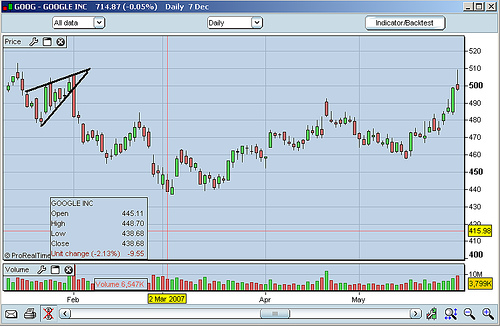 GOOG - GOOGLE INC 714.87 (-0.05%) Daily 7 Dec
All data Daily Indicator/Backtest
Price
520
510
500
490
480
470
460
450
440
430
420
415.98
400
GOOGLE INC
Open 445.11
High 448.70
Low 438.68
Close 438.68
Unit change (-2.13%) -9.55
© ProRealTime
Volume
10M
Volume 6,547K
3,799K
Feb 2 Mar 2007 Apr May